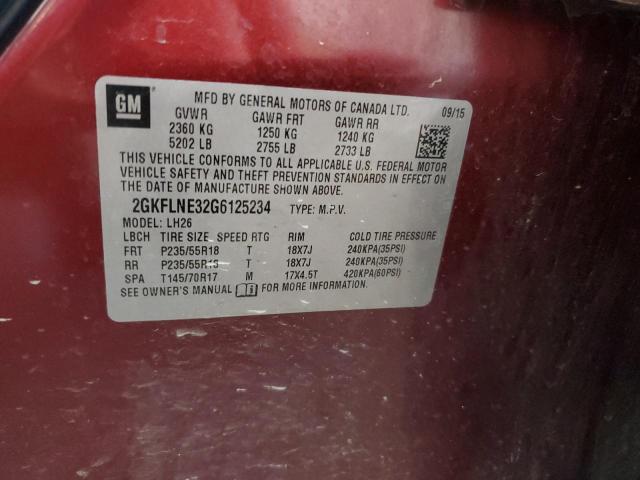 GM
MFD BY GENERAL MOTORS OF CANADA LTD.
09/15
GVWR GAWR FRT GAWR RR
2360 KG 1250 KG 1240 KG
5202 LB 2755 LB 2733 LB
THIS VEHICLE CONFORMS TO ALL APPLICABLE U.S. FEDERAL MOTOR
VEHICLE SAFETY AND THEFT PREVENTION STANDARDS IN EFFECT ON
THE DATE OF MANUFACTURE SHOWN ABOVE.
2GKFLNE32G6125234 TYPE: M.P.V.
MODEL: LH26
LBCH TIRE SIZE, SPEED RTG RIM COLD TIRE PRESSURE
FRT P235/55R18 T 18X7J 240KPA(35PSI)
RR P235/55R18 T 18X7J 240KPA(35PSI)
SPA T145/70R17 M 17X4.5T 420KPA(60PSI)
SEE OWNER'S MANUAL FOR MORE INFORMATION.